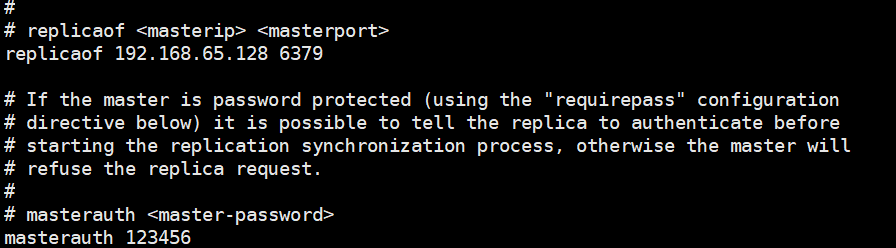 #
# replicaof <masterip> <masterport>
replicaof 192.168.65.128 6379
# If the master is password protected (using the "requirepass" configuration
# directive below) it is possible to tell the replica to authenticate before
# starting the replication synchronization process, otherwise the master will
# refuse the replica request.
#
# masterauth <master-password>
masterauth 123456